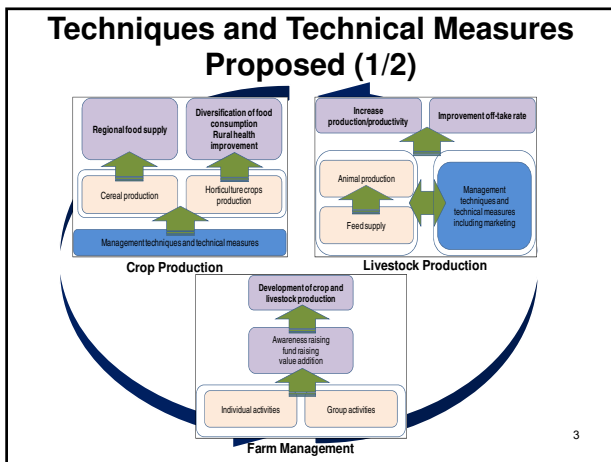 Techniques and Technical Measures
Proposed (1/2)
Regional food supply
Diversification of food
consumption
Rural health
improvement
Cereal production
Horticulture crops
production
Management techniques and technical measures
Crop Production
Increase
production/productivity
Improvement off-take rate
Animal production
Feed supply
Management
techniques and
technical measures
including marketing
Livestock Production
Development of crop and
livestock production
Awareness raising
fund raising
value addition
Individual activities
Group activities
Farm Management
3